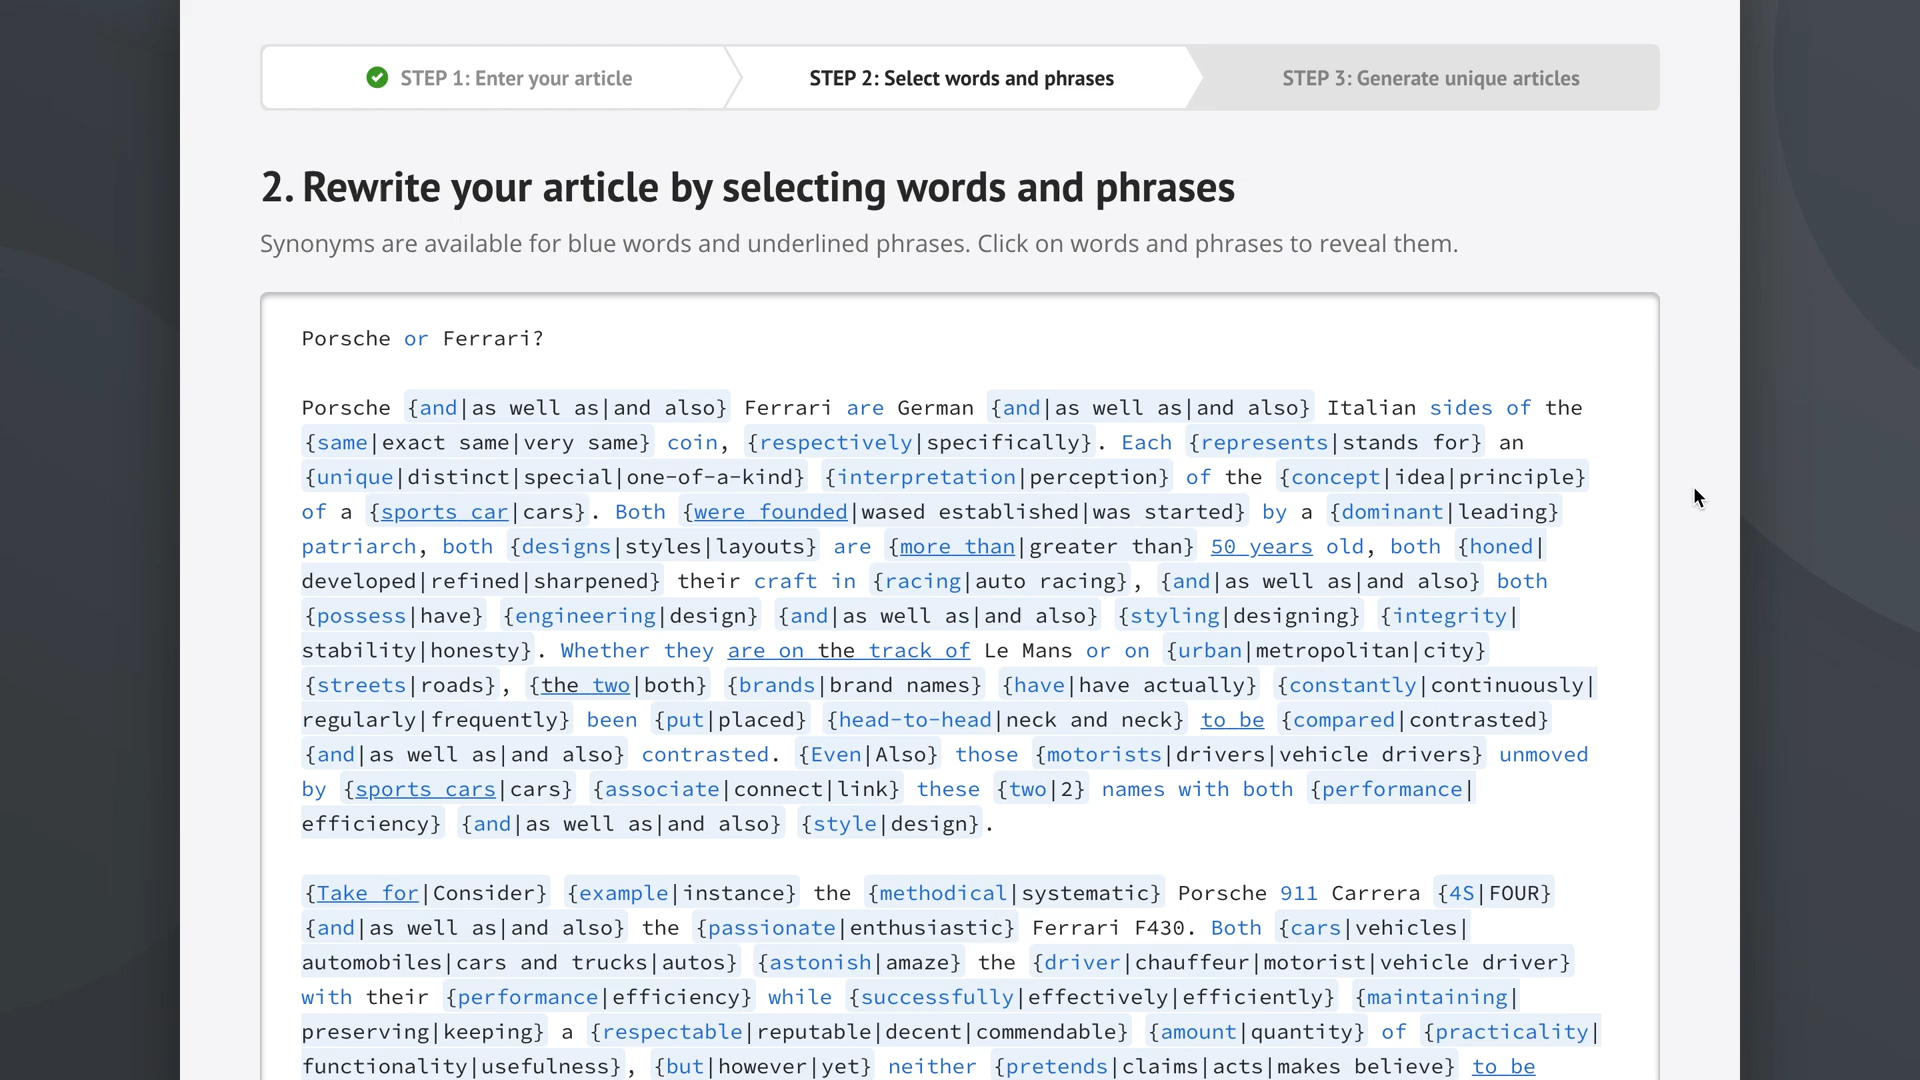 STEP 1: Enter your article
STEP 2: Select words and phrases
STEP 3: Generate unique articles
2. Rewrite your article by selecting words and phrases
Synonyms are available for blue words and underlined phrases. Click on words and phrases to reveal them.
Porsche or Ferrari?
Porsche {and|as well as|and also} Ferrari are German {and|as well as|and also} Italian sides of the
{same|exact same|very same} coin, {respectively|specifically}. Each {represents|stands for} an
{unique|distinct|special|one-of-a-kind} {interpretation|perception} of the {concept|idea|principle}
of a {sports car|cars}. Both {were founded|wased established|was started} by a {dominant|leading}
patriarch, both {designs|styles|layouts} are {more than|greater than} 50 years old, both {honed|
developed|refined|sharpened} their craft in {racing|auto racing}, {and|as well as|and also} both
{possess|have} {engineering|design} {and|as well as|and also} {styling|designing} {integrity|
stability|honesty}. Whether they are on the track of Le Mans or on {urban|metropolitan|city}
{streets|roads}, {the two|both} {brands|brand names} {have|have actually} {constantly|continuously|
regularly|frequently} been {put|placed} {head-to-head|neck and neck} to be {compared|contrasted}
{and|as well as|and also} contrasted. {Even|Also} those {motorists|drivers|vehicle drivers} unmoved
by {sports cars|cars} {associate|connect|link} these {two|2} names with both {performance|
efficiency} {and|as well as|and also} {style|design}.
{Take for|Consider} {example|instance} the {methodical|systematic} Porsche 911 Carrera {4S|FOUR}
{and|as well as|and also} the {passionate|enthusiastic} Ferrari F430. Both {cars|vehicles|
automobiles|cars and trucks|autos} {astonish|amaze} the {driver|chauffeur|motorist|vehicle driver}
with their {performance|efficiency} while {successfully|effectively|efficiently} {maintaining|
preserving|keeping} a {respectable|reputable|decent|commendable} {amount|quantity} of {practicality|
functionality|usefulness}, {but|however|yet} neither {pretends|claims|acts|makes believe} to be